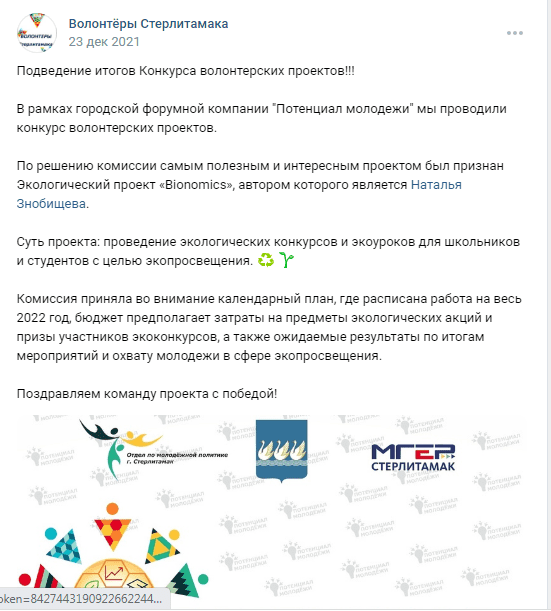 Волонтёры Стерлитамака
23 дек 2021
ВОЛОНТЁРЫ
Стерлитамака
Подведение итогов Конкурса волонтерских проектов!!!
В рамках городской форумной компании "Потенциал молодежи" мы проводили
конкурс волонтерских проектов.
По решению комиссии самым полезным и интересным проектом был признан
Экологический проект «Bionomics», автором которого является Наталья
Знобищева.
Суть проекта: проведение экологических конкурсов и экоуроков для школьников
и студентов с целью экопросвещения. ♻️🌱
Комиссия приняла во внимание календарный план, где расписана работа на весь
2022 год, бюджет предполагает затраты на предметы экологических акций и
призы участников экоконкурсов, а также ожидаемые результаты по итогам
мероприятий и охвату молодежи в сфере экопросвещения.
Поздравляем команду проекта с победой!
Отдел по молодёжной политике
г. Стерлитамак
МГЕР
СТЕРЛИТАМАК
ПОТЕНЦИАЛ
МОЛОДЁЖИ
oken=8427443190922662244...